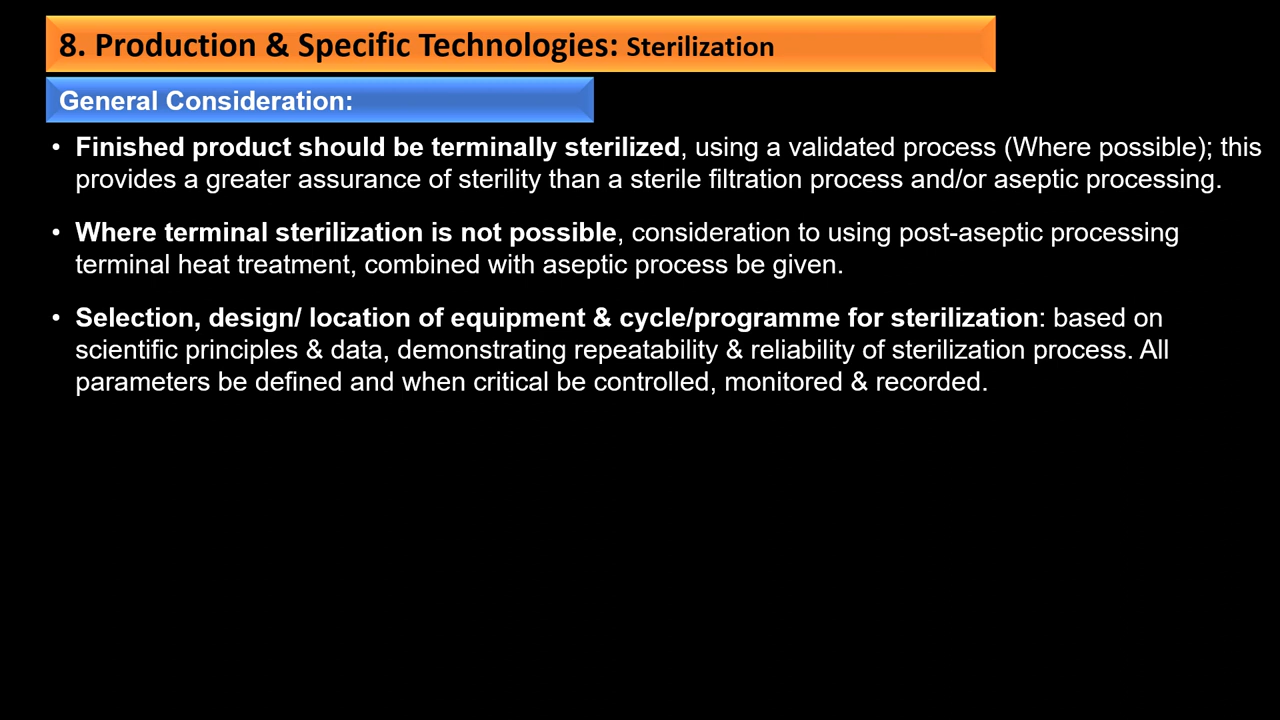 8. Production & Specific Technologies: Sterilization
General Consideration:
• Finished product should be terminally sterilized, using a validated process (Where possible); this
provides a greater assurance of sterility than a sterile filtration process and/or aseptic processing.
• Where terminal sterilization is not possible, consideration to using post-aseptic processing
terminal heat treatment, combined with aseptic process be given.
• Selection, design/ location of equipment & cycle/programme for sterilization: based on
scientific principles & data, demonstrating repeatability & reliability of sterilization process. All
parameters be defined and when critical be controlled, monitored & recorded.